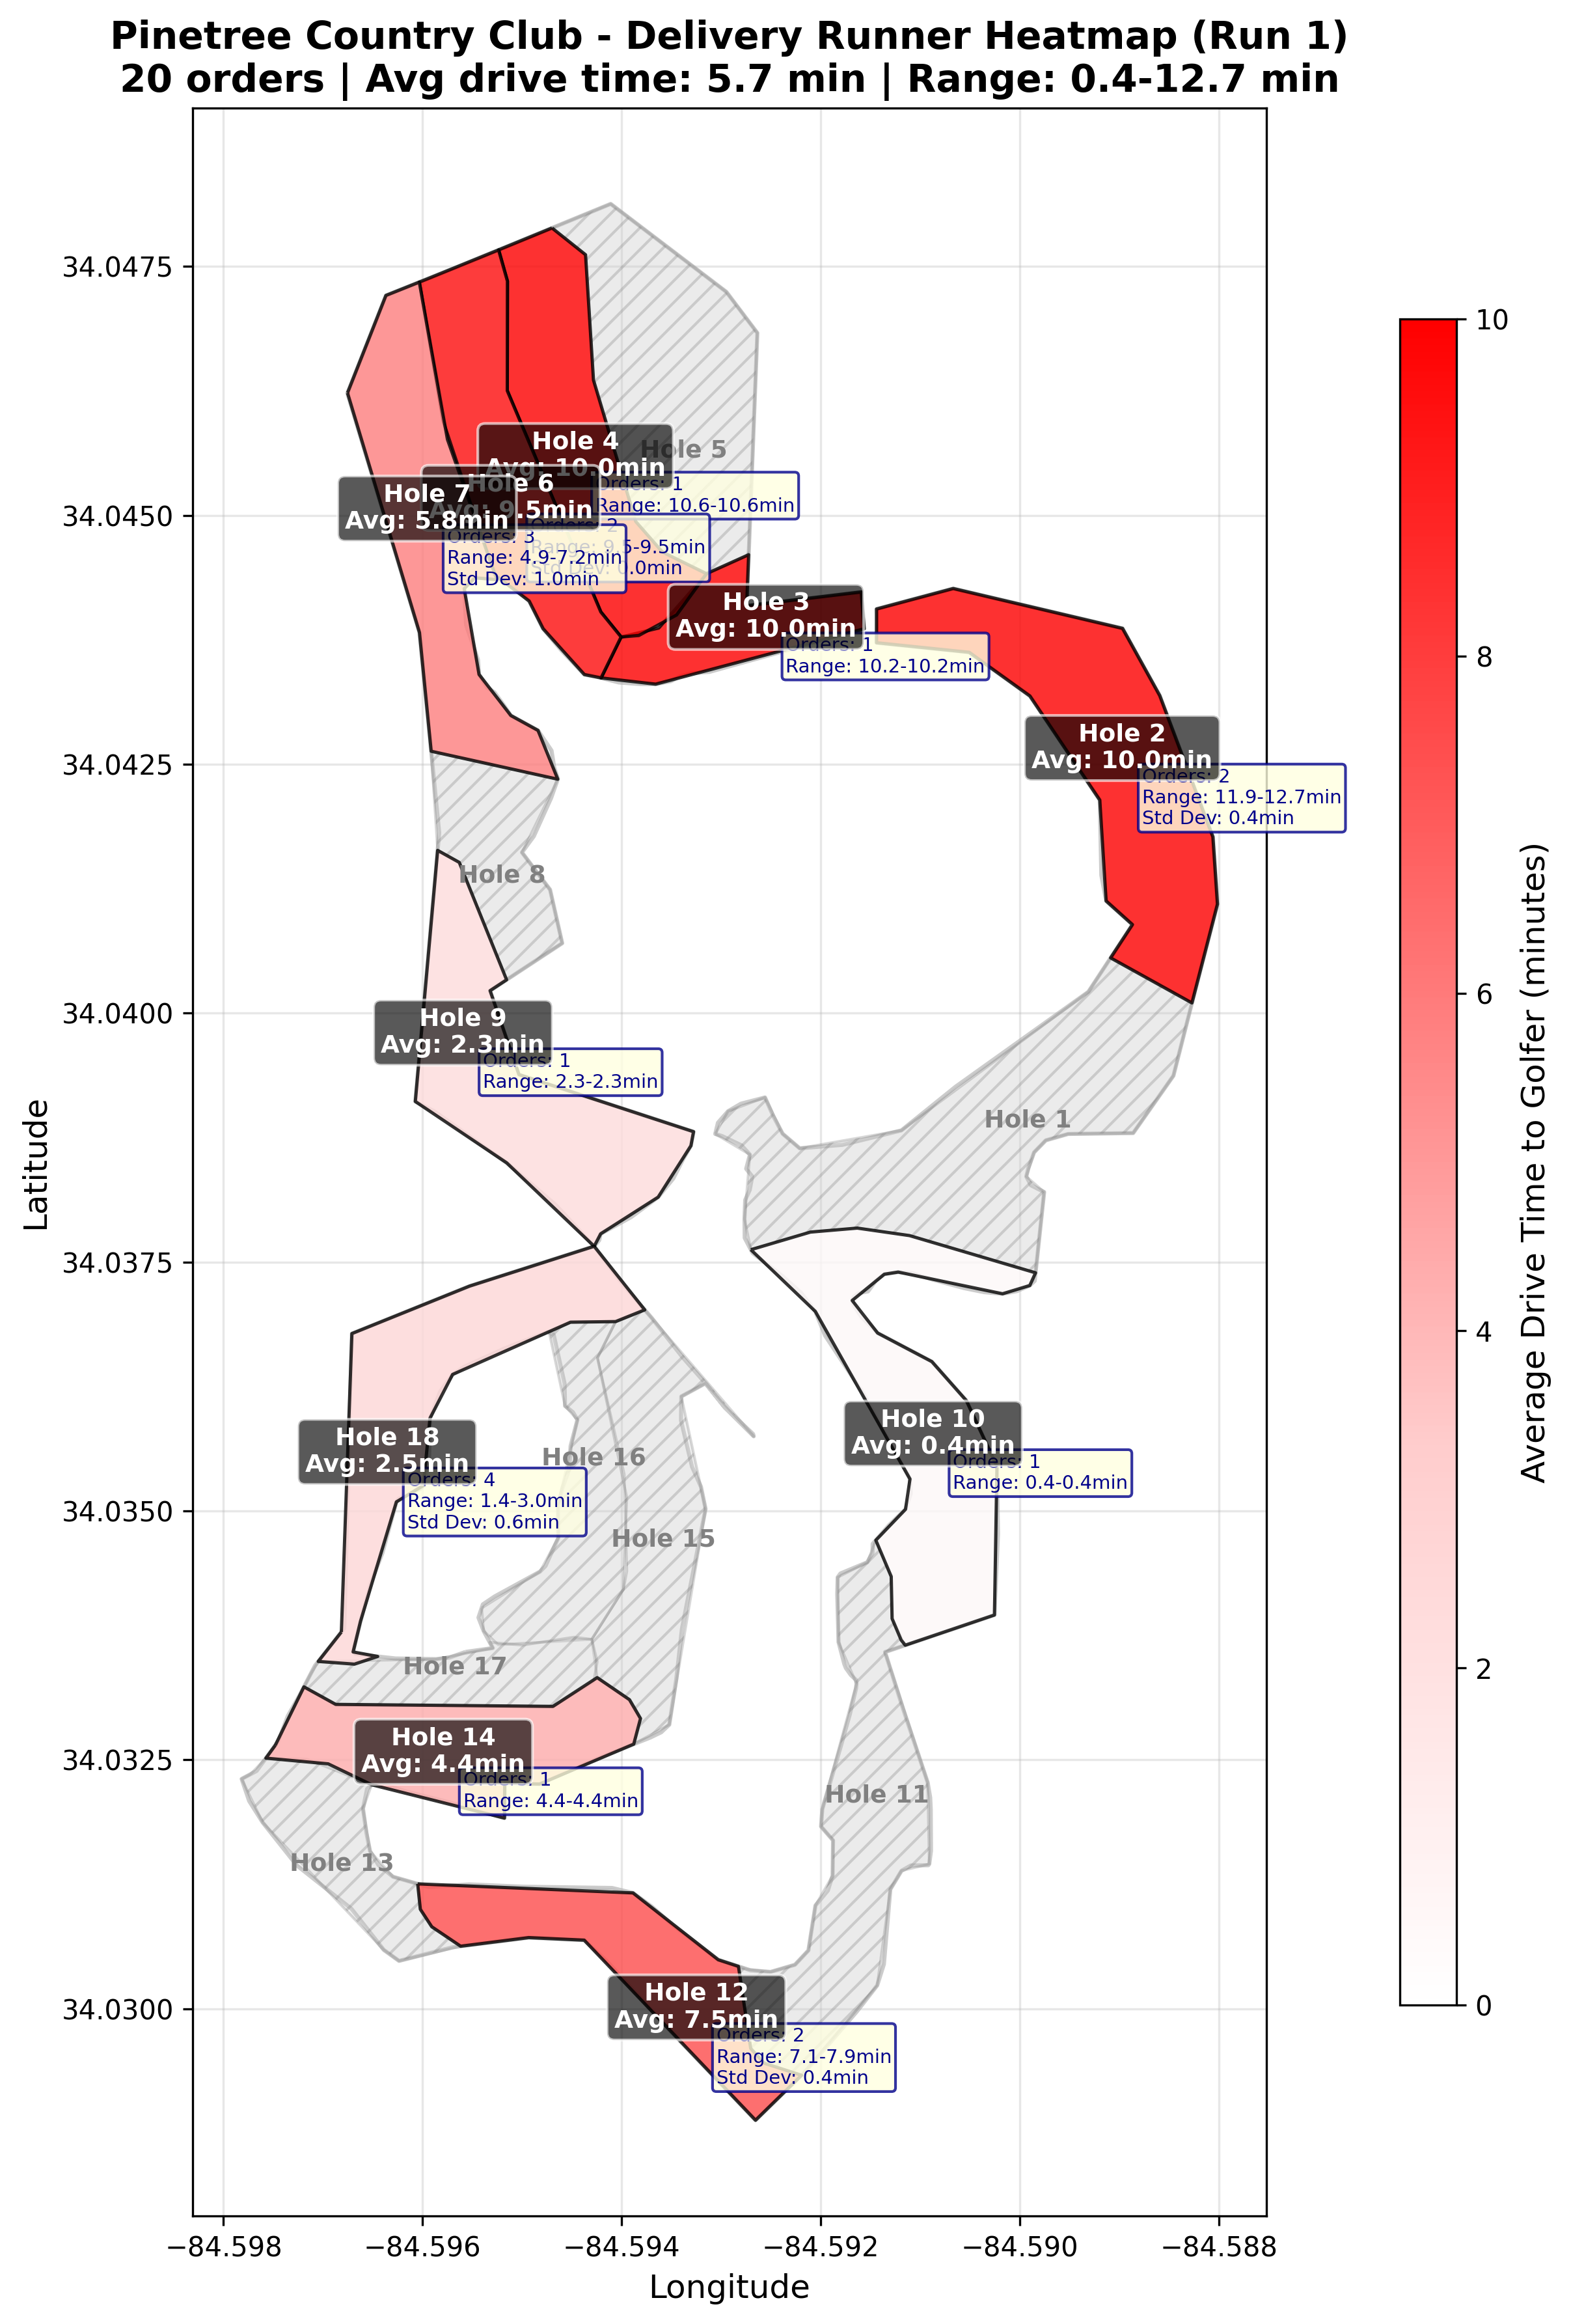 Pinetree Country Club - Delivery Runner Heatmap (Run 1)
20 orders | Avg drive time: 5.7 min | Range: 0.4-12.7 min
34.0475
34.0450
34.0425
34.0400
34.0375
34.0350
34.0325
34.0300
Latitude
−84.598
−84.596
−84.594
−84.592
−84.590
−84.588
Longitude
Hole 4
Avg: 10.0min
Orders: 1
Range: 10.6-10.6min
Hole 5
Hole 6
Avg: 9.5min
Orders: 2
Range: 9.5-9.5min
Std Dev: 0.0min
Hole 7
Avg: 5.8min
Orders: 3
Range: 4.9-7.2min
Std Dev: 1.0min
Hole 3
Avg: 10.0min
Orders: 1
Range: 10.2-10.2min
Hole 2
Avg: 10.0min
Orders: 2
Range: 11.9-12.7min
Std Dev: 0.4min
Hole 8
Hole 9
Avg: 2.3min
Orders: 1
Range: 2.3-2.3min
Hole 1
Hole 10
Avg: 0.4min
Orders: 1
Range: 0.4-0.4min
Hole 18
Avg: 2.5min
Orders: 4
Range: 1.4-3.0min
Std Dev: 0.6min
Hole 16
Hole 15
Hole 17
Hole 14
Avg: 4.4min
Orders: 1
Range: 4.4-4.4min
Hole 11
Hole 13
Hole 12
Avg: 7.5min
Orders: 2
Range: 7.1-7.9min
Std Dev: 0.4min
10
8
6
4
2
0
Average Drive Time to Golfer (minutes)